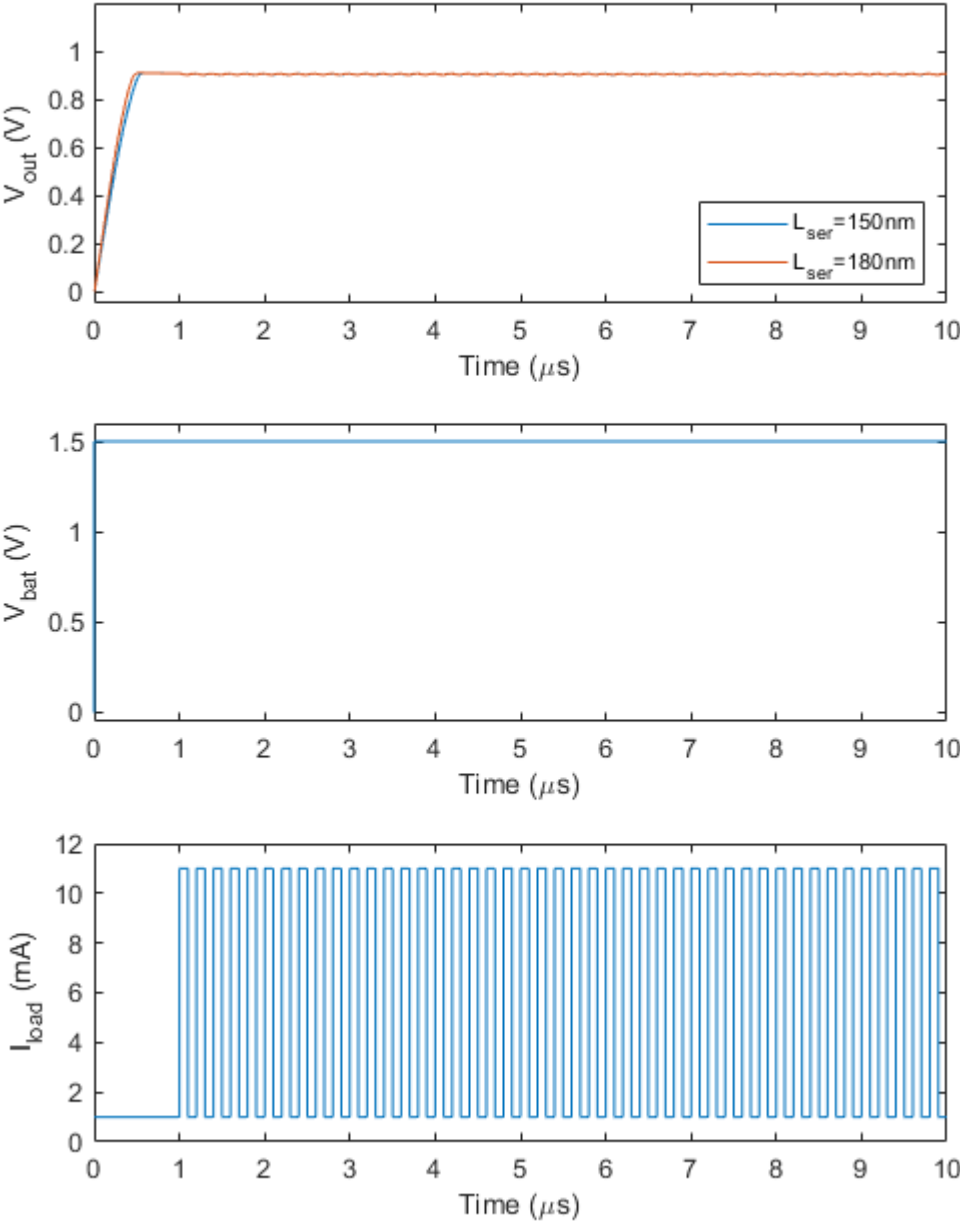 1
0.8
0.6
0.4
0.2
0
V_out (V)
L_ser=150nm
L_ser=180nm
0 1 2 3 4 5 6 7 8 9 10
Time (μs)
1.5
1
0.5
0
V_bat (V)
0 1 2 3 4 5 6 7 8 9 10
Time (μs)
12
10
8
6
4
2
0
I_load (mA)
0 1 2 3 4 5 6 7 8 9 10
Time (μs)